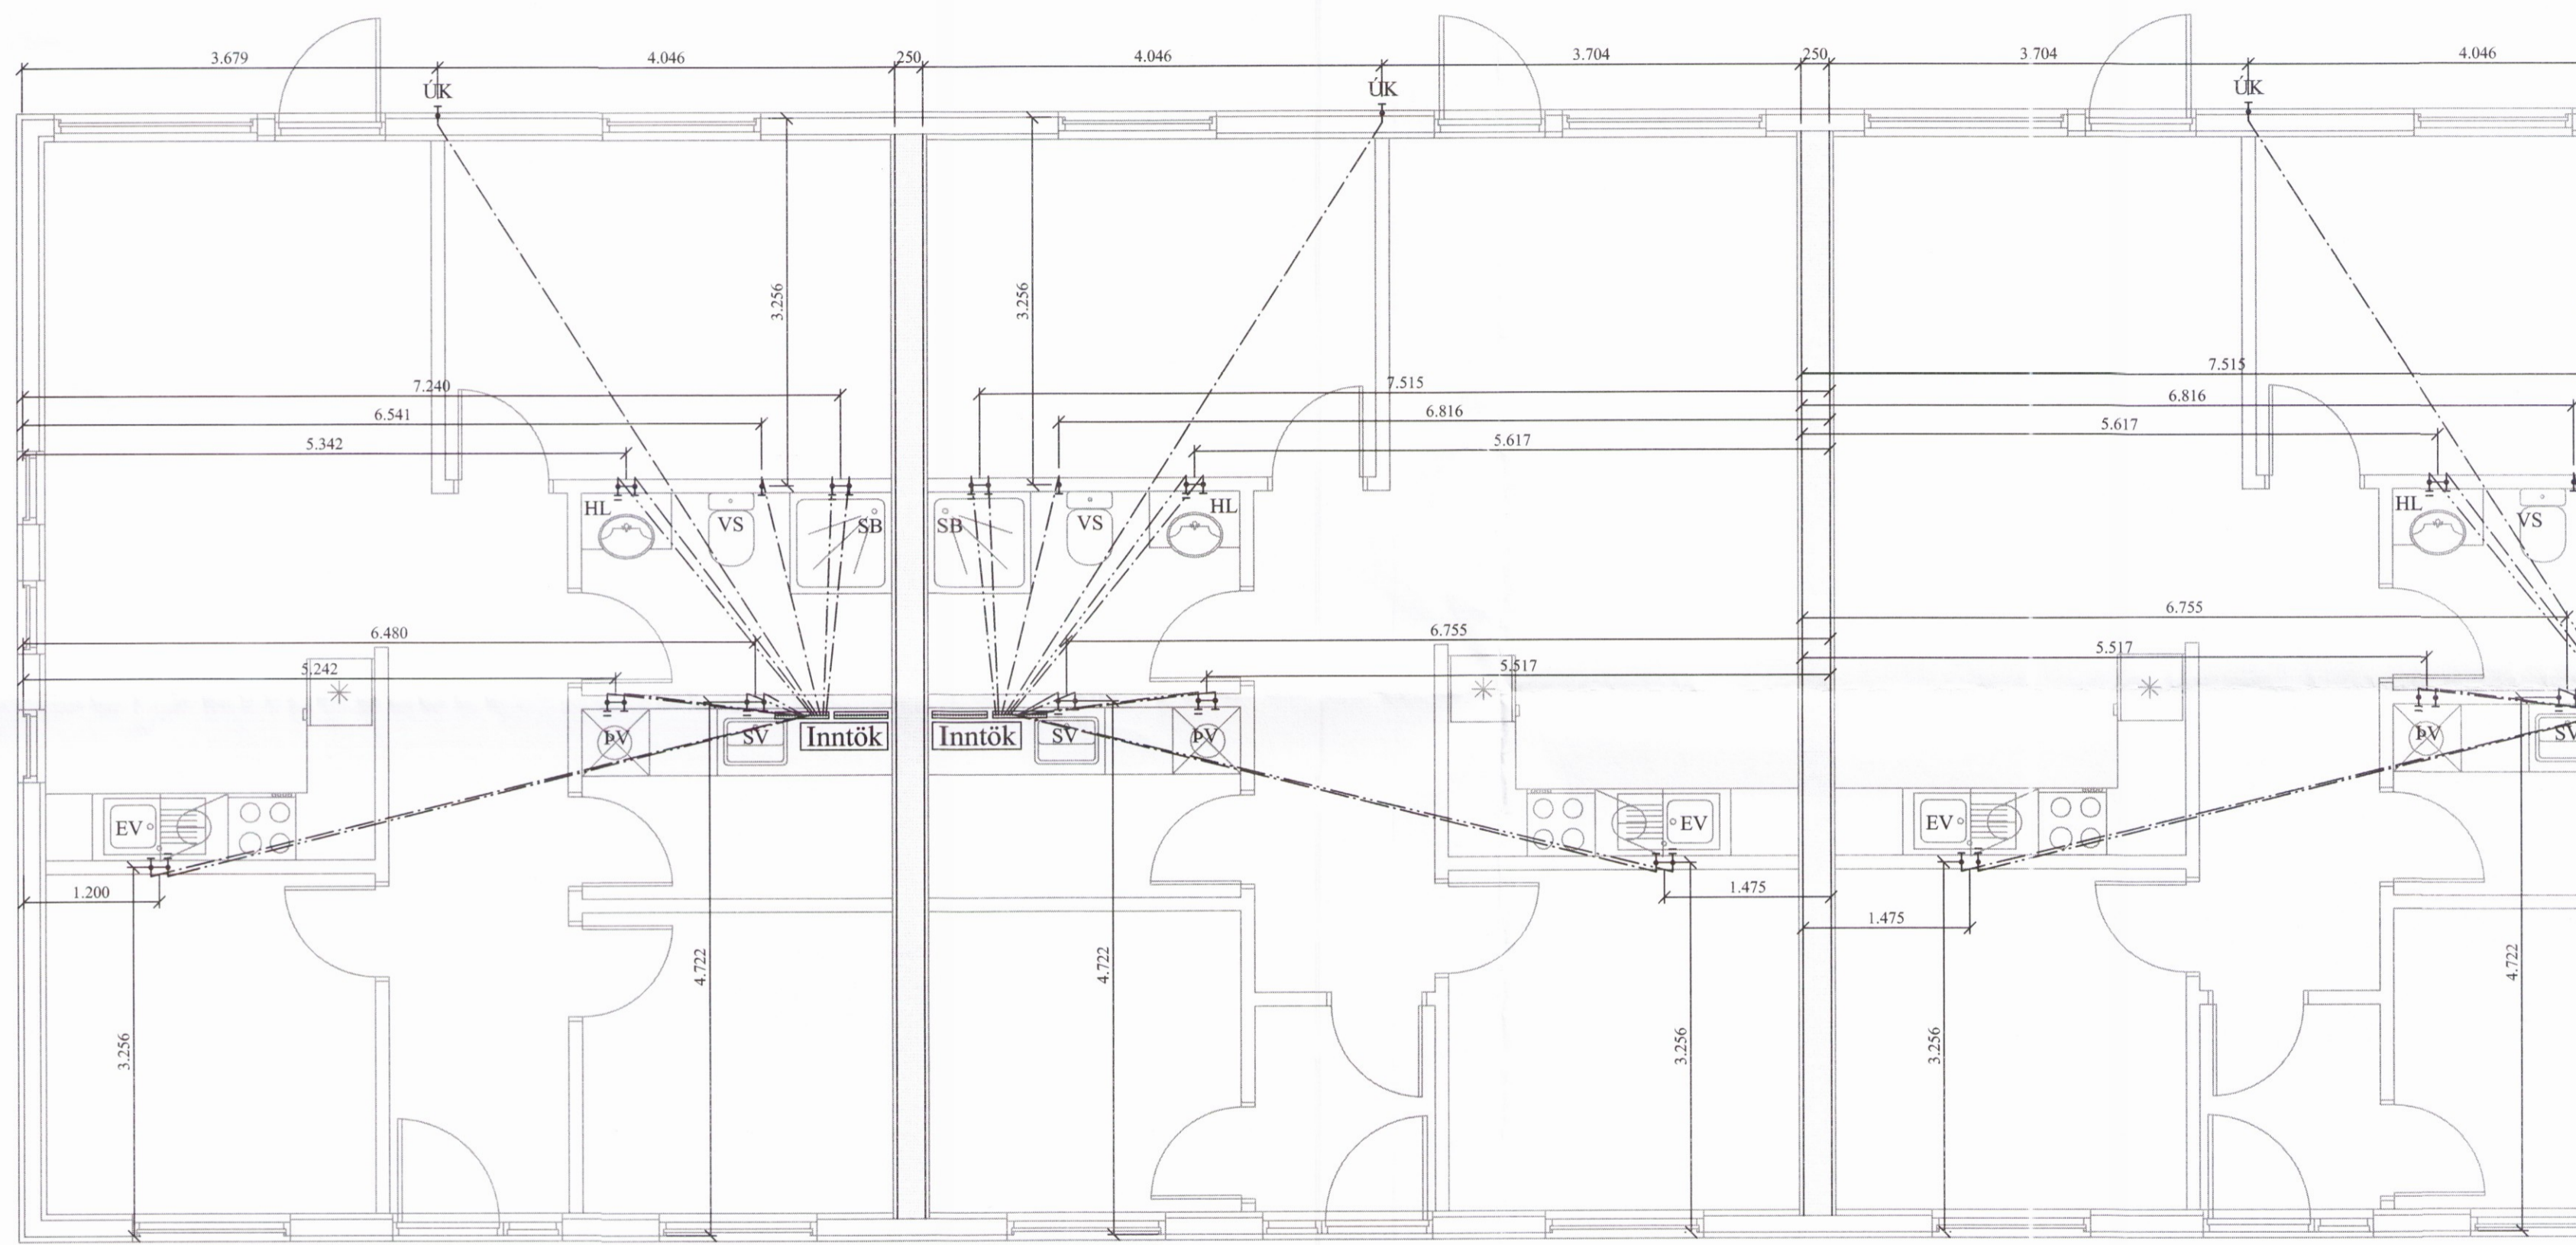 3.679 4.046 250 4.046 3.704 250 3.704 4.046
ÚK ÚK ÚK
3.256 3.256
7.515
7.240 7.515
6.816
6.541 6.816
5.617
5.342 5.617
HL VS SB SB VS HL HL VS
6.755
6.480 6.755
5.517
5.242 5.517
ÞV SV Inntök Inntök SV ÞV ÞV SV
EV EV EV
1.200 1.475
1.475
4.722 4.722 4.722
3.256 3.256 3.256